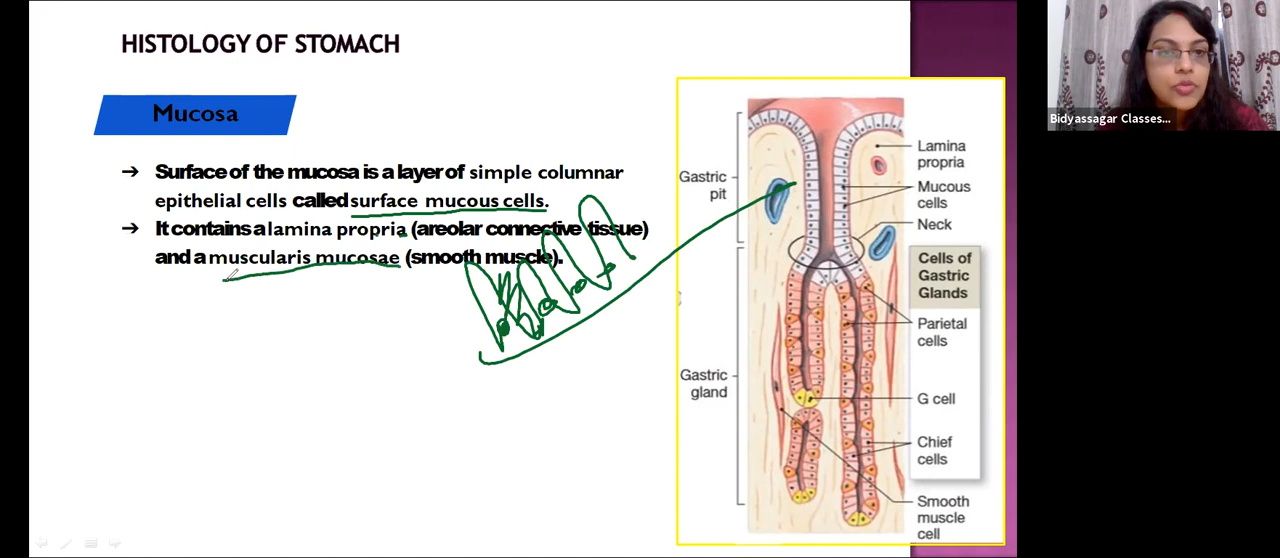 HISTOLOGY OF STOMACH
Mucosa
➔ Surface of the mucosa is a layer of simple columnar
epithelial cells called surface mucous cells.
➔ It contains a lamina propria (areolar connective tissue)
and a muscularis mucosae (smooth muscle).
Gastric
pit
Gastric
gland
Lamina
propria
Mucous
cells
Neck
Cells of
Gastric
Glands
Parietal
cells
G cell
Chief
cells
Smooth
muscle
cell
Bidyassagar Classes...